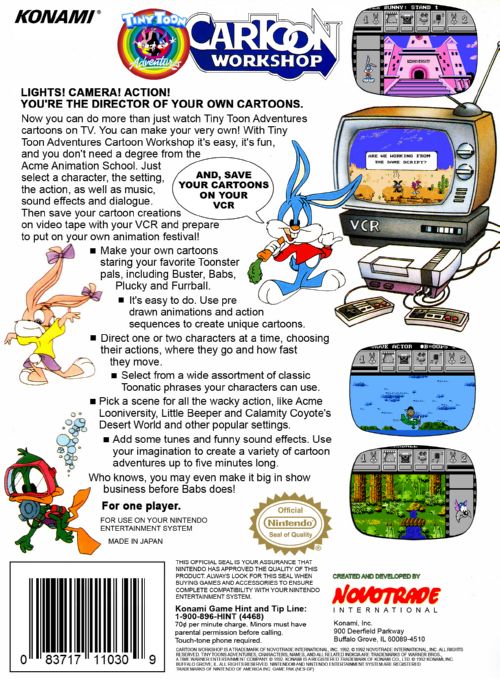 KONAMI®
TINY TOON
Adventures
CARTOON
WORKSHOP
BUNNY: STAND 1
LIGHTS! CAMERA! ACTION!
YOU'RE THE DIRECTOR OF YOUR OWN CARTOONS.
Now you can do more than just watch Tiny Toon Adventures
cartoons on TV. You can make your very own! With Tiny
Toon Adventures Cartoon Workshop it's easy, it's fun,
and you don't need a degree from the
Acme Animation School. Just
select a character, the setting,
the action, as well as music,
sound effects and dialogue.
Then save your cartoon creations
on video tape with your VCR and prepare
to put on your own animation festival!
AND, SAVE
YOUR CARTOONS
ON YOUR
VCR
ARE WE WORKING FROM
THE SAME SCRIPT?
VCR
■ Make your own cartoons
staring your favorite Toonster
pals, including Buster, Babs,
Plucky and Furrball.
■ It's easy to do. Use pre
drawn animations and action
sequences to create unique cartoons.
■ Direct one or two characters at a time, choosing
their actions, where they go and how fast
they move.
■ Select from a wide assortment of classic
Toonatic phrases your characters can use.
■ Pick a scene for all the wacky action, like Acme
Looniversity, Little Beeper and Calamity Coyote's
Desert World and other popular settings.
■ Add some tunes and funny sound effects. Use
your imagination to create a variety of cartoon
adventures up to five minutes long.
Who knows, you may even make it big in show
business before Babs does!
For one player.
FOR USE ON YOUR NINTENDO
ENTERTAINMENT SYSTEM
MADE IN JAPAN
Official
Nintendo
Seal of Quality
THIS OFFICIAL SEAL IS YOUR ASSURANCE THAT
NINTENDO HAS APPROVED THE QUALITY OF THIS
PRODUCT. ALWAYS LOOK FOR THIS SEAL WHEN
BUYING GAMES AND ACCESSORIES TO ENSURE
COMPLETE COMPATIBILITY WITH YOUR NINTENDO
ENTERTAINMENT SYSTEM.
Konami Game Hint and Tip Line:
1-900-896-HINT (4468)
70¢ per minute charge. Minors must have
parental permission before calling.
Touch-tone phone required.
CREATED AND DEVELOPED BY
NOVOTRADE
INTERNATIONAL
Konami, Inc.
900 Deerfield Parkway
Buffalo Grove, IL 60089-4510
0 83717 11030 9